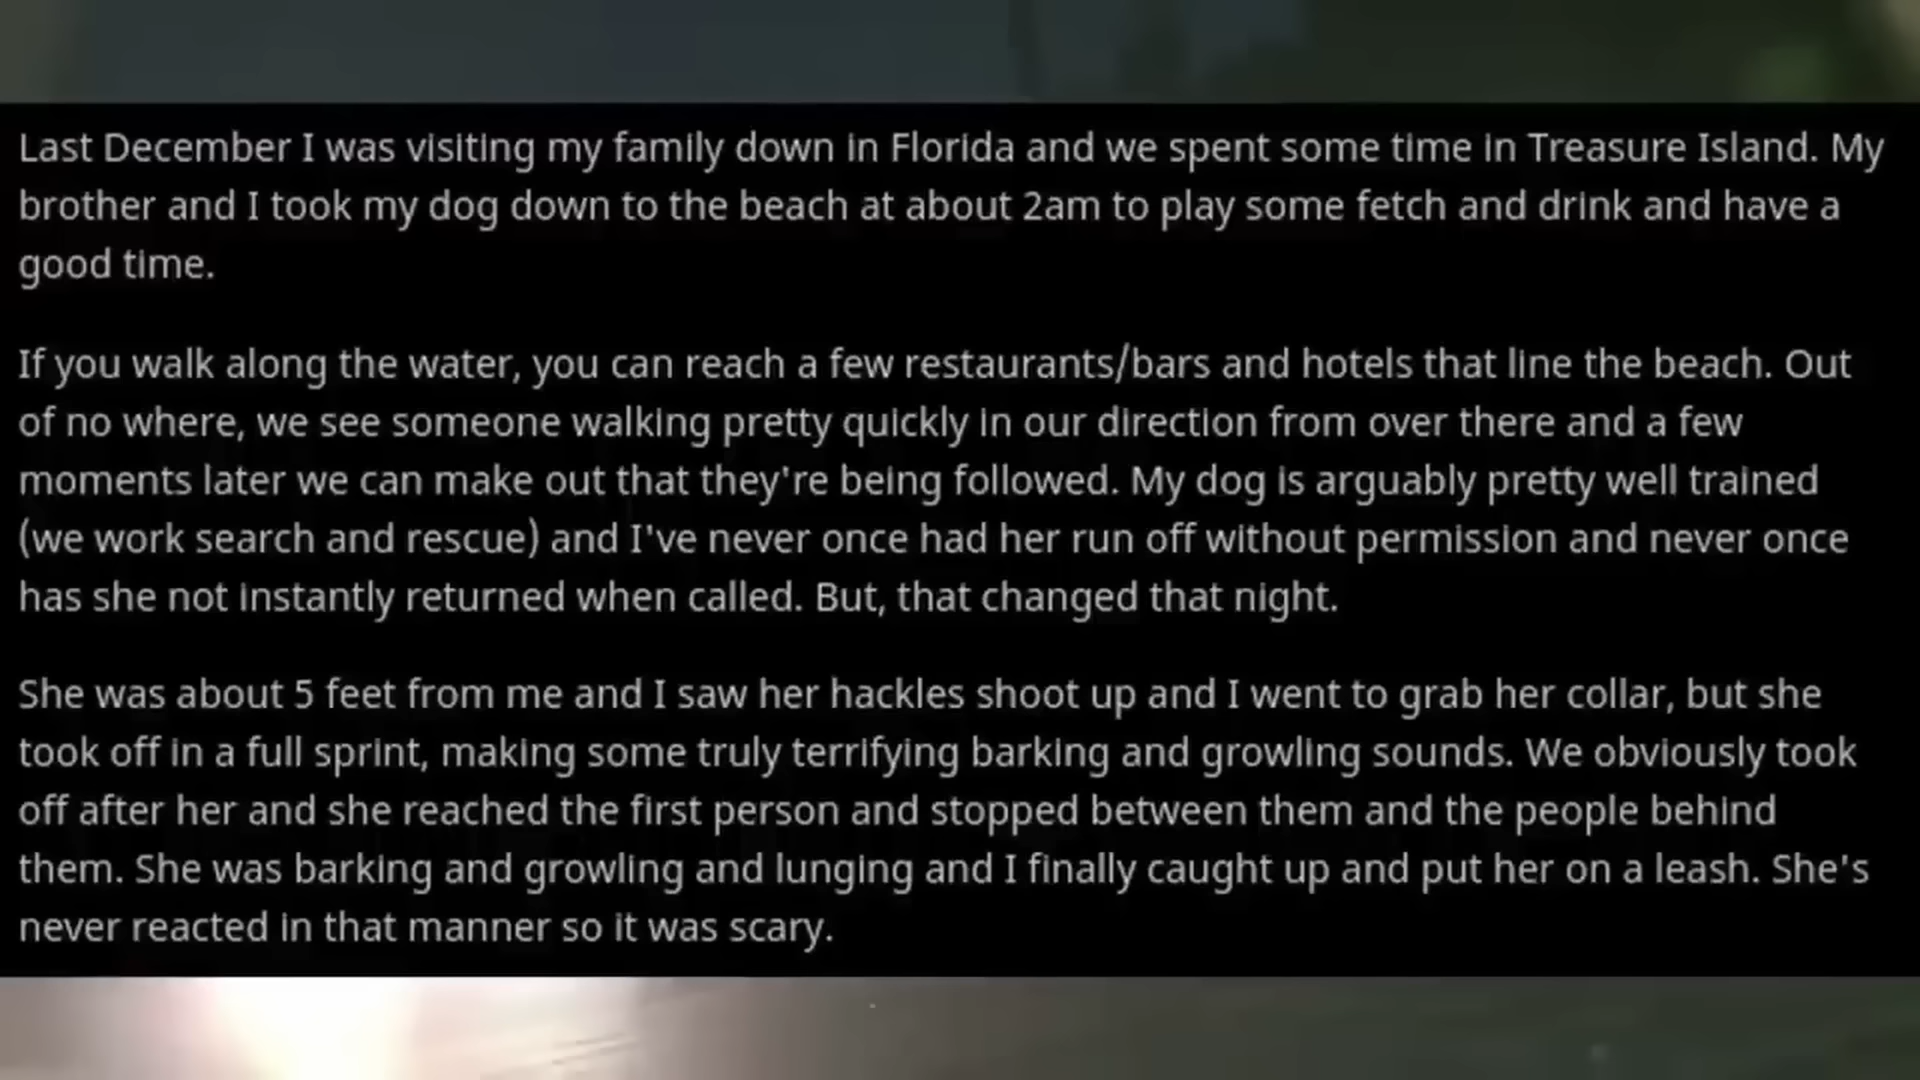 Last December I was visiting my family down in Florida and we spent some time in Treasure Island. My
brother and I took my dog down to the beach at about 2am to play some fetch and drink and have a
good time.
If you walk along the water, you can reach a few restaurants/bars and hotels that line the beach. Out
of no where, we see someone walking pretty quickly in our direction from over there and a few
moments later we can make out that they're being followed. My dog is arguably pretty well trained
(we work search and rescue) and I've never once had her run off without permission and never once
has she not instantly returned when called. But, that changed that night.
She was about 5 feet from me and I saw her hackles shoot up and I went to grab her collar, but she
took off in a full sprint, making some truly terrifying barking and growling sounds. We obviously took
off after her and she reached the first person and stopped between them and the people behind
them. She was barking and growling and lunging and I finally caught up and put her on a leash. She's
never reacted in that manner so it was scary.